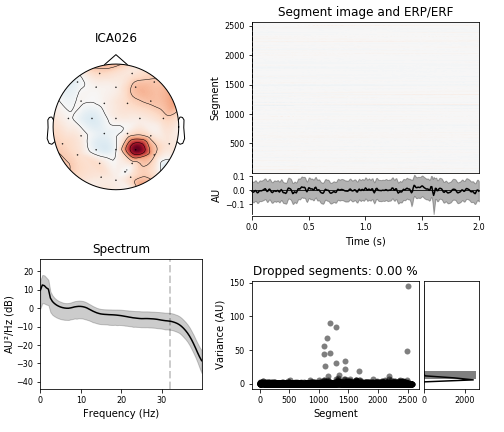 ICA026
Segment image and ERP/ERF
2500
2000
1500
1000
500
Segment
0.1
0.0
−0.1
AU
0.0 0.5 1.0 1.5 2.0
Time (s)
Spectrum
20
10
0
−10
−20
−30
−40
AU²/Hz (dB)
0 10 20 30
Frequency (Hz)
Dropped segments: 0.00 %
150
100
50
0
Variance (AU)
0 500 1000 1500 2000 2500
Segment
0 2000